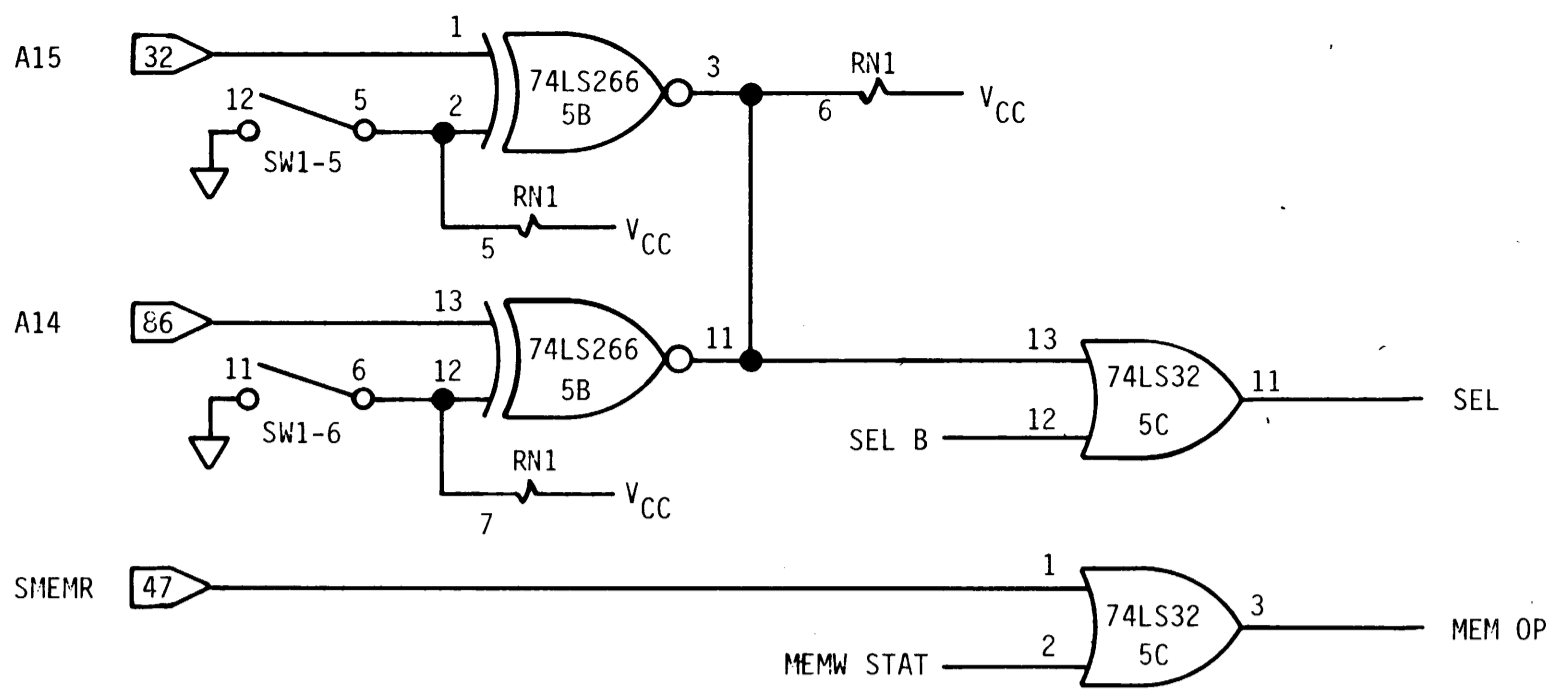 A15 32 1 74LS266 5B 3 RN1 6 VCC
12 5 2
SW1-5
RN1
5 VCC
A14 86 13 74LS266 5B 11 13 74LS32 5C 11 SEL
11 6 12
SW1-6
SEL B 12
RN1
7 VCC
SMEMR 47 1 74LS32 5C 3 MEM OP
MEMW STAT 2